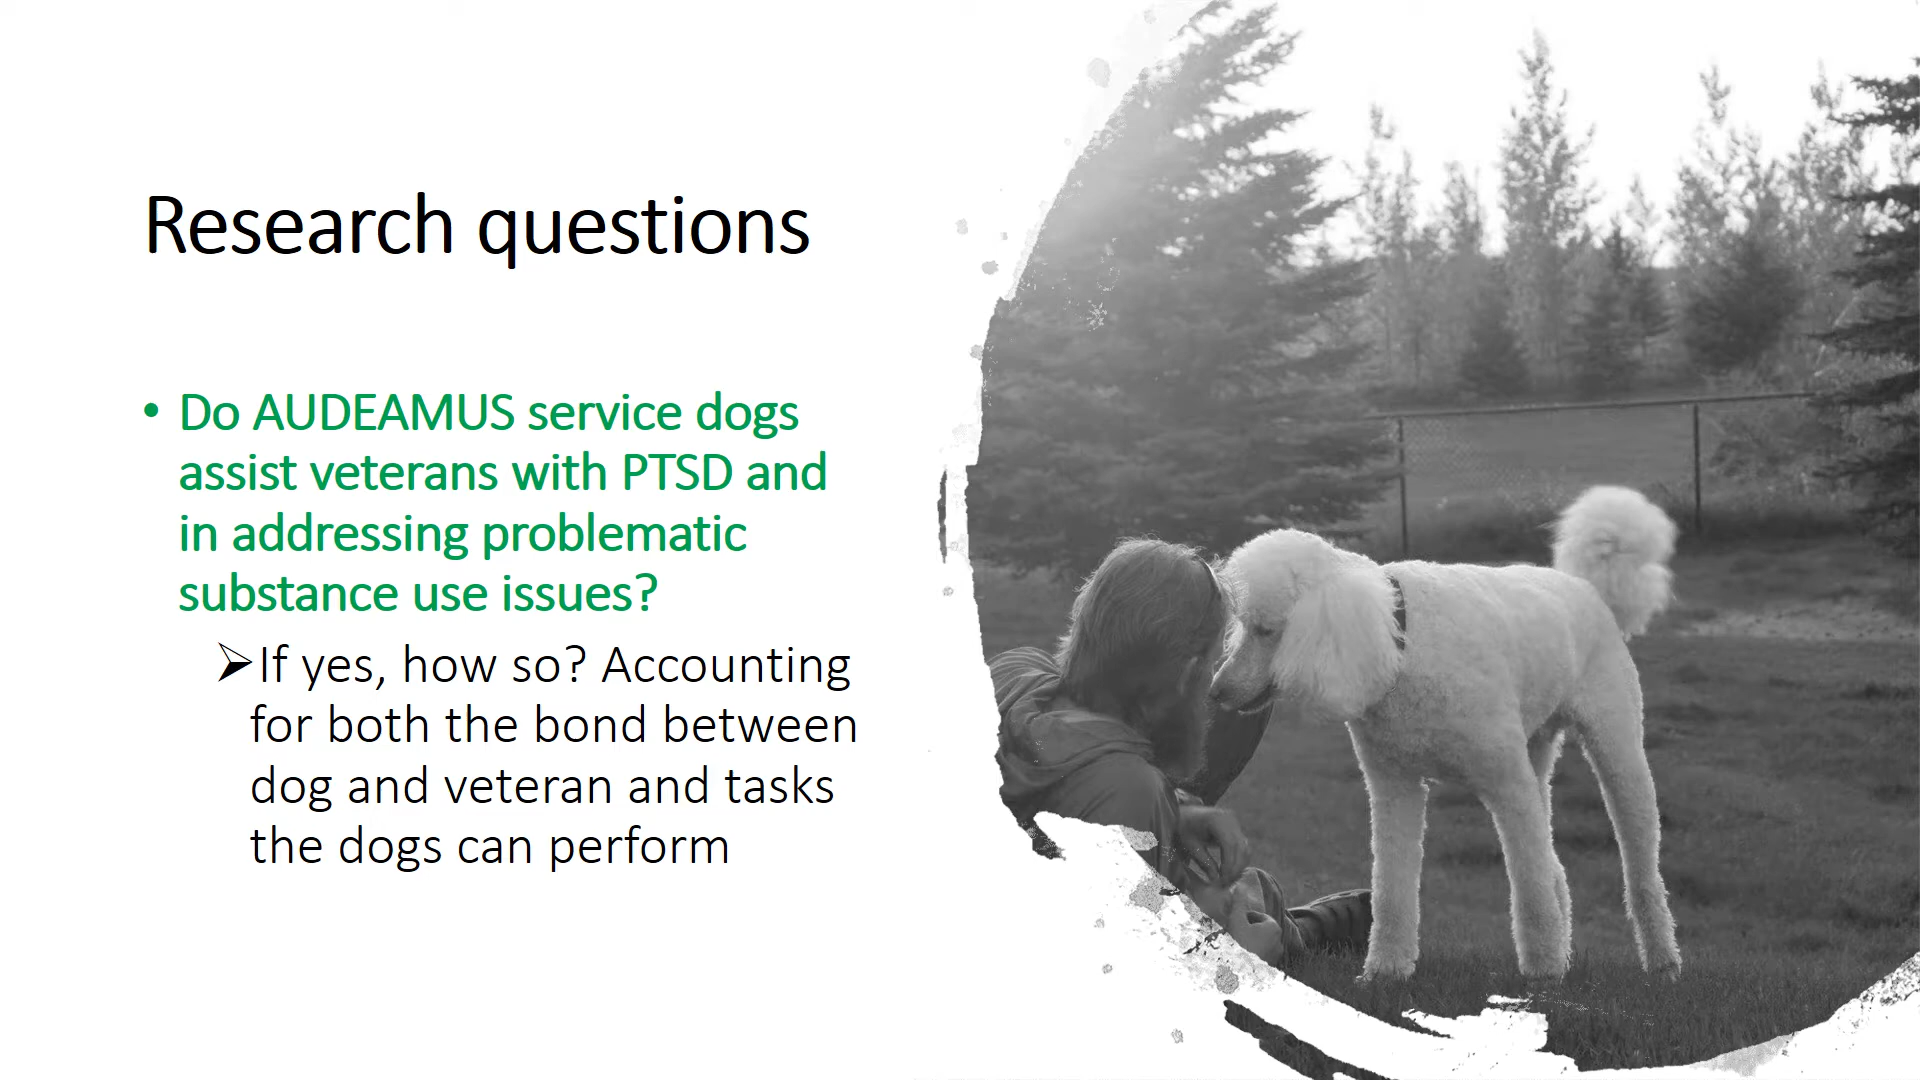 Research questions
• Do AUDEAMUS service dogs
assist veterans with PTSD and
in addressing problematic
substance use issues?
➢If yes, how so? Accounting
for both the bond between
dog and veteran and tasks
the dogs can perform